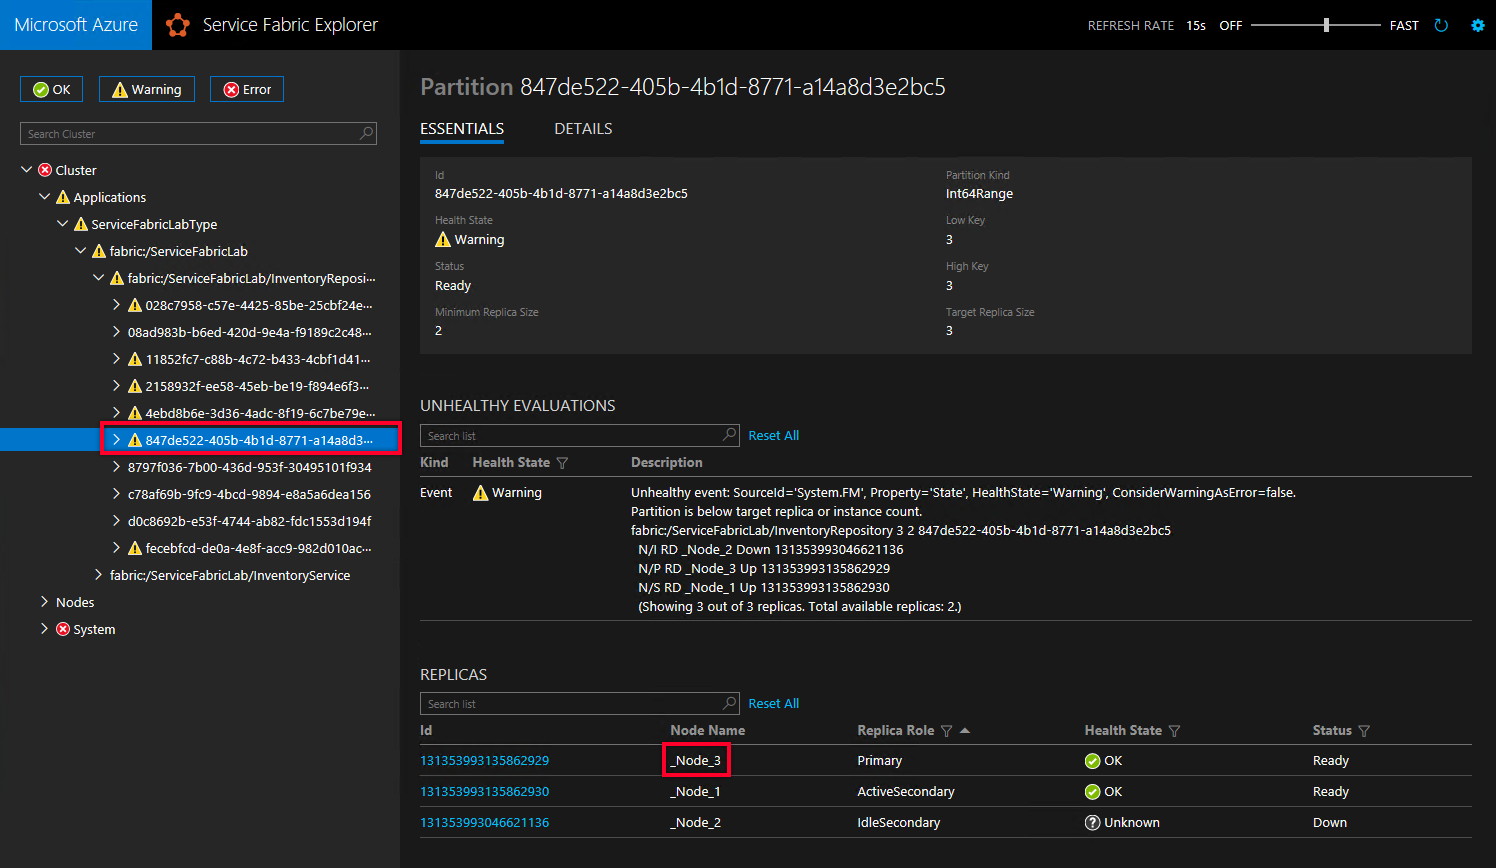 Microsoft Azure
Service Fabric Explorer
REFRESH RATE 15s OFF FAST
OK Warning Error
Search Cluster
Cluster
Applications
ServiceFabricLabType
fabric:/ServiceFabricLab
fabric:/ServiceFabricLab/InventoryReposi...
028c7958-c57e-4425-85be-25cbf24e...
08ad983b-b6ed-420d-9e4a-f9189c2c48...
11852fc7-c88b-4c72-b433-4cbf1d41...
2158932f-ee58-45eb-be19-f894e6f3...
4ebd8b6e-3d36-4adc-8f19-6c7be79e...
847de522-405b-4b1d-8771-a14a8d3...
8797f036-7b00-436d-953f-30495101f934
c78af69b-9fc9-4bcd-9894-e8a5a6dea156
d0c8692b-e53f-4744-ab82-fdc1553d194f
fecebfcd-de0a-4e8f-acc9-982d010ac...
fabric:/ServiceFabricLab/InventoryService
Nodes
System
Partition 847de522-405b-4b1d-8771-a14a8d3e2bc5
ESSENTIALS DETAILS
Id
847de522-405b-4b1d-8771-a14a8d3e2bc5
Health State
Warning
Status
Ready
Minimum Replica Size
2
Partition Kind
Int64Range
Low Key
3
High Key
3
Target Replica Size
3
UNHEALTHY EVALUATIONS
Search list Reset All
Kind Health State Description
Event Warning Unhealthy event: SourceId='System.FM', Property='State', HealthState='Warning', ConsiderWarningAsError=false.
Partition is below target replica or instance count.
fabric:/ServiceFabricLab/InventoryRepository 3 2 847de522-405b-4b1d-8771-a14a8d3e2bc5
N/I RD _Node_2 Down 131353993046621136
N/P RD _Node_3 Up 131353993135862929
N/S RD _Node_1 Up 131353993135862930
(Showing 3 out of 3 replicas. Total available replicas: 2.)
REPLICAS
Search list Reset All
Id Node Name Replica Role Health State Status
131353993135862929 _Node_3 Primary OK Ready
131353993135862930 _Node_1 ActiveSecondary OK Ready
131353993046621136 _Node_2 IdleSecondary Unknown Down